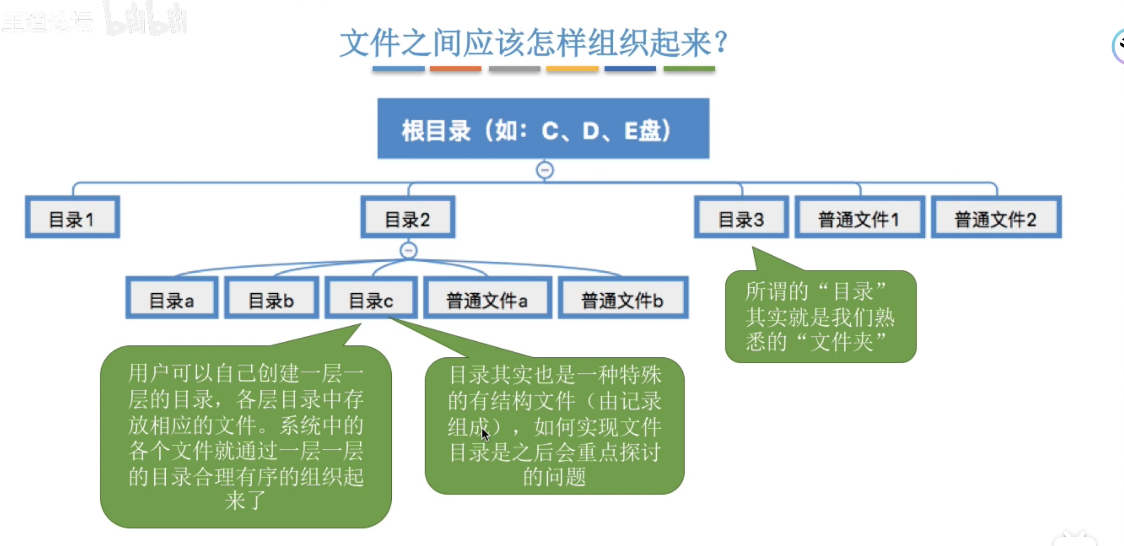 王道论坛 bilibili
文件之间应该怎样组织起来？
根目录（如：C、D、E盘）
目录1
目录2
目录3
普通文件1
普通文件2
目录a
目录b
目录c
普通文件a
普通文件b
所谓的“目录”
其实就是我们熟
悉的“文件夹”
用户可以自己创建一层一
层的目录，各层目录中存
放相应的文件。系统中的
各个文件就通过一层一层
的目录合理有序的组织起
来了
目录其实也是一种特殊
的有结构文件（由记录
组成），如何实现文件
目录是之后会重点探讨
的问题